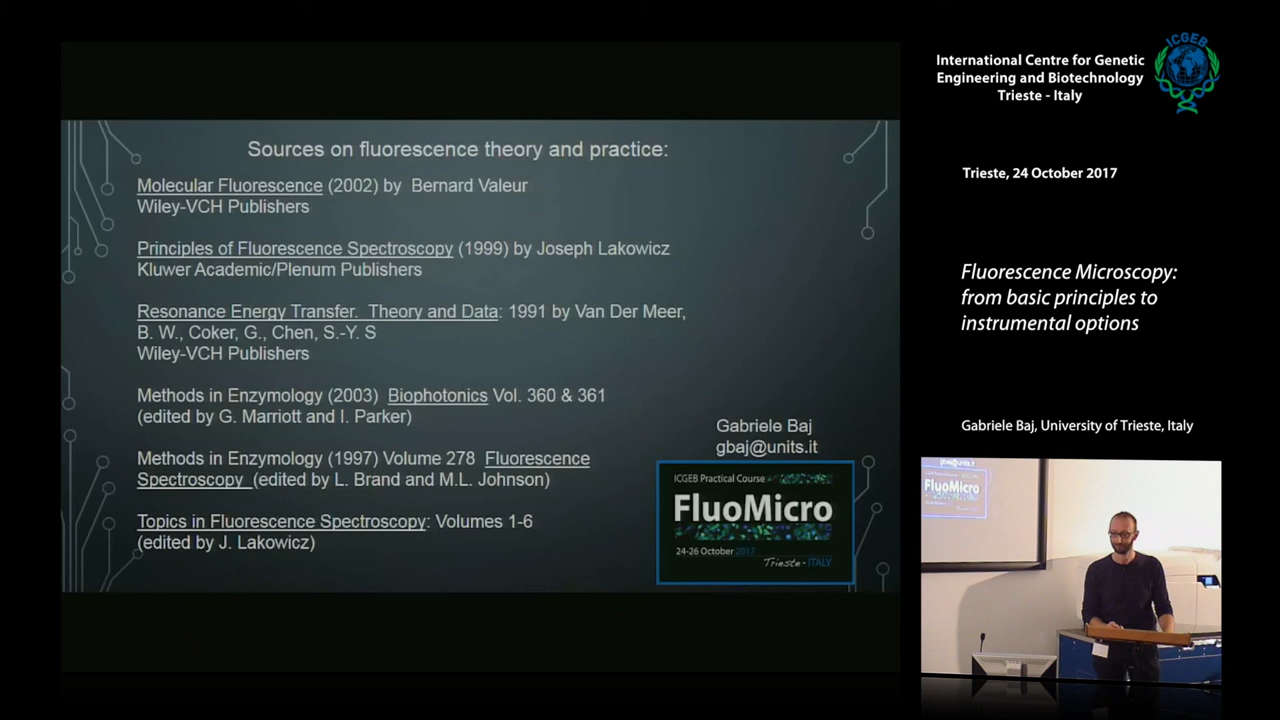 Sources on fluorescence theory and practice:
Molecular Fluorescence (2002) by Bernard Valeur
Wiley-VCH Publishers
Principles of Fluorescence Spectroscopy (1999) by Joseph Lakowicz
Kluwer Academic/Plenum Publishers
Resonance Energy Transfer. Theory and Data: 1991 by Van Der Meer,
B. W., Coker, G., Chen, S.-Y. S
Wiley-VCH Publishers
Methods in Enzymology (2003) Biophotonics Vol. 360 & 361
(edited by G. Marriott and I. Parker)
Methods in Enzymology (1997) Volume 278 Fluorescence
Spectroscopy (edited by L. Brand and M.L. Johnson)
Topics in Fluorescence Spectroscopy: Volumes 1-6
(edited by J. Lakowicz)
Gabriele Baj
gbaj@units.it
ICGEB Practical Course
FluoMicro
24-26 October 2017
Trieste - ITALY
International Centre for Genetic
Engineering and Biotechnology
Trieste - Italy
ICGEB
Trieste, 24 October 2017
Fluorescence Microscopy:
from basic principles to
instrumental options
Gabriele Baj, University of Trieste, Italy
gbaj@units.it
FluoMicro